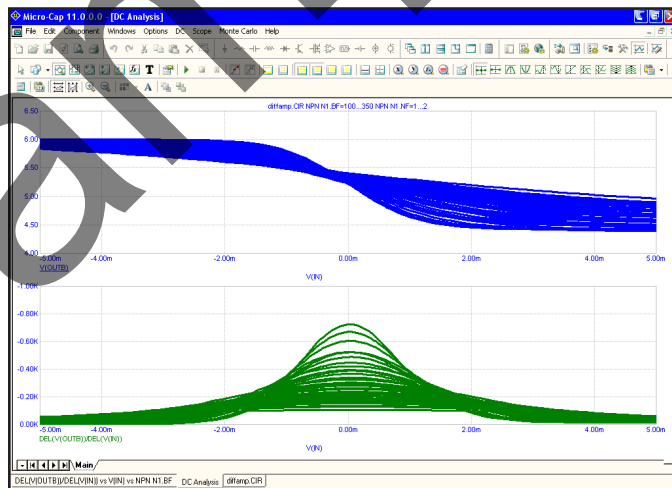 Micro-Cap 11.0.0.0 - [DC Analysis]
File Edit Component Windows Options DC Scope Monte Carlo Help
diffamp.CIR NPN N1.BF=100...350 NPN N1.NF=1...2
6.50
6.00
5.50
5.00
4.50
4.00
-5.00m -4.00m -2.00m 0.00m 2.00m 4.00m 5.00m
V(OUTB)
V(IN)
-1.00K
-0.80K
-0.60K
-0.40K
-0.20K
0.00K
-5.00m -4.00m -2.00m 0.00m 2.00m 4.00m 5.00m
DEL(V(OUTB))/DEL(V(IN))
V(IN)
Main
DEL(V(OUTB))/DEL(V(IN)) vs V(IN) vs NPN N1.BF DC Analysis diffamp.CIR